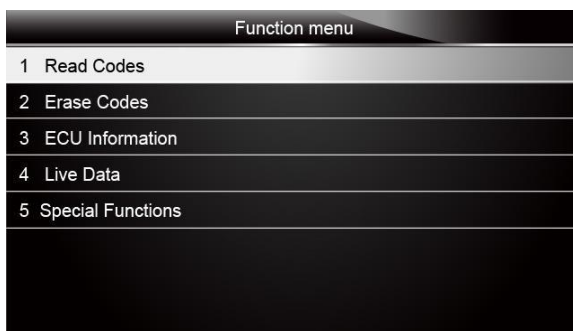 Function menu
1 Read Codes
2 Erase Codes
3 ECU Information
4 Live Data
5 Special Functions